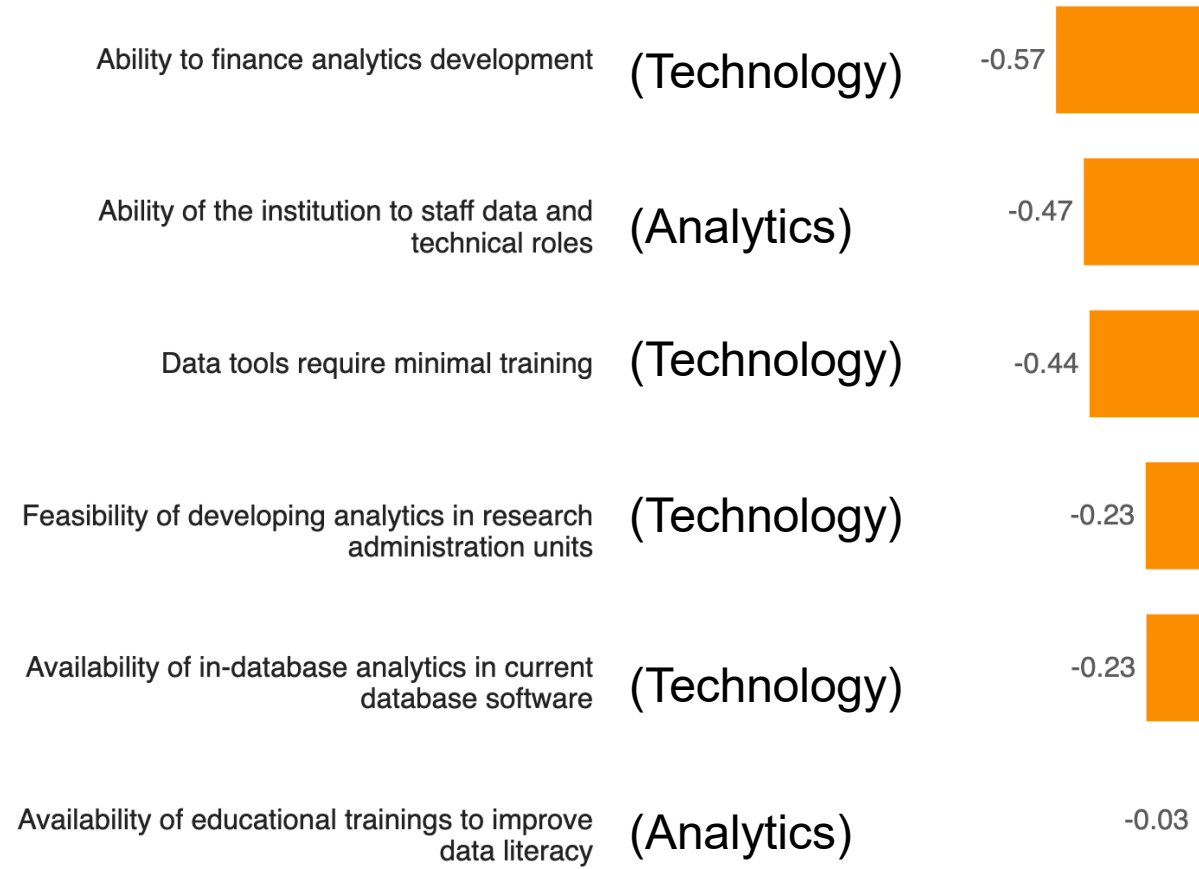 Ability to finance analytics development (Technology) -0.57
Ability of the institution to staff data and
technical roles (Analytics) -0.47
Data tools require minimal training (Technology) -0.44
Feasibility of developing analytics in research
administration units (Technology) -0.23
Availability of in-database analytics in current
database software (Technology) -0.23
Availability of educational trainings to improve
data literacy (Analytics) -0.03